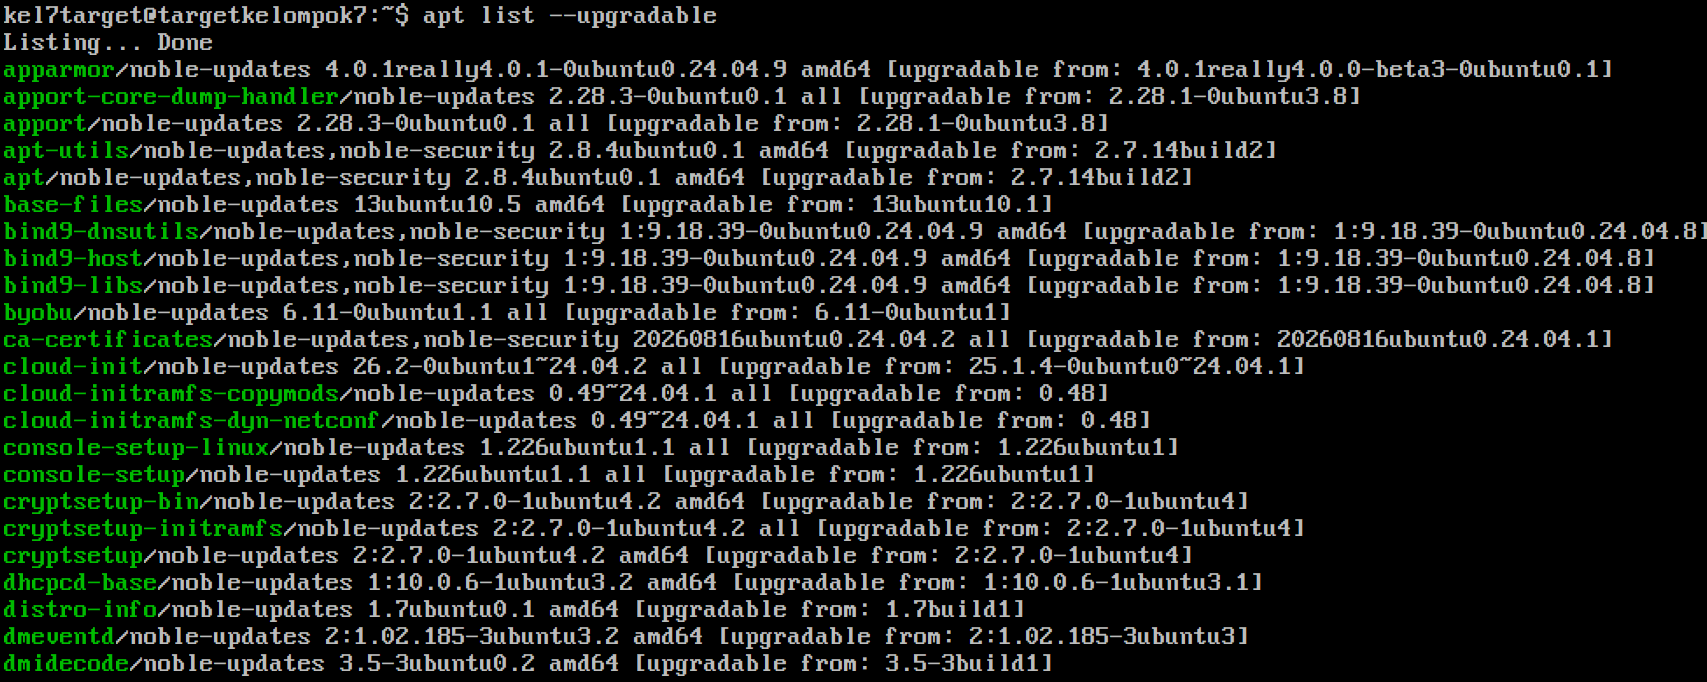 kel7target@targetkelompok7:~$ apt list --upgradable
Listing... Done
apparmor/noble-updates 4.0.1really4.0.1-0ubuntu0.24.04.9 amd64 [upgradable from: 4.0.1really4.0.0-beta3-0ubuntu0.1]
apport-core-dump-handler/noble-updates 2.28.3-0ubuntu0.1 all [upgradable from: 2.28.1-0ubuntu3.8]
apport/noble-updates 2.28.3-0ubuntu0.1 all [upgradable from: 2.28.1-0ubuntu3.8]
apt-utils/noble-updates,noble-security 2.8.4ubuntu0.1 amd64 [upgradable from: 2.7.14build2]
apt/noble-updates,noble-security 2.8.4ubuntu0.1 amd64 [upgradable from: 2.7.14build2]
base-files/noble-updates 13ubuntu10.5 amd64 [upgradable from: 13ubuntu10.1]
bind9-dnsutils/noble-updates,noble-security 1:9.18.39-0ubuntu0.24.04.9 amd64 [upgradable from: 1:9.18.39-0ubuntu0.24.04.8]
bind9-host/noble-updates,noble-security 1:9.18.39-0ubuntu0.24.04.9 amd64 [upgradable from: 1:9.18.39-0ubuntu0.24.04.8]
bind9-libs/noble-updates,noble-security 1:9.18.39-0ubuntu0.24.04.9 amd64 [upgradable from: 1:9.18.39-0ubuntu0.24.04.8]
byobu/noble-updates 6.11-0ubuntu1.1 all [upgradable from: 6.11-0ubuntu1]
ca-certificates/noble-updates,noble-security 20260816ubuntu0.24.04.2 all [upgradable from: 20260816ubuntu0.24.04.1]
cloud-init/noble-updates 26.2-0ubuntu1~24.04.2 all [upgradable from: 25.1.4-0ubuntu0~24.04.1]
cloud-initramfs-copymods/noble-updates 0.49~24.04.1 all [upgradable from: 0.48]
cloud-initramfs-dyn-netconf/noble-updates 0.49~24.04.1 all [upgradable from: 0.48]
console-setup-linux/noble-updates 1.226ubuntu1.1 all [upgradable from: 1.226ubuntu1]
console-setup/noble-updates 1.226ubuntu1.1 all [upgradable from: 1.226ubuntu1]
cryptsetup-bin/noble-updates 2:2.7.0-1ubuntu4.2 amd64 [upgradable from: 2:2.7.0-1ubuntu4]
cryptsetup-initramfs/noble-updates 2:2.7.0-1ubuntu4.2 all [upgradable from: 2:2.7.0-1ubuntu4]
cryptsetup/noble-updates 2:2.7.0-1ubuntu4.2 amd64 [upgradable from: 2:2.7.0-1ubuntu4]
dhcpcd-base/noble-updates 1:10.0.6-1ubuntu3.2 amd64 [upgradable from: 1:10.0.6-1ubuntu3.1]
distro-info/noble-updates 1.7ubuntu0.1 amd64 [upgradable from: 1.7build1]
dmeventd/noble-updates 2:1.02.185-3ubuntu3.2 amd64 [upgradable from: 2:1.02.185-3ubuntu3]
dmidecode/noble-updates 3.5-3ubuntu0.2 amd64 [upgradable from: 3.5-3build1]